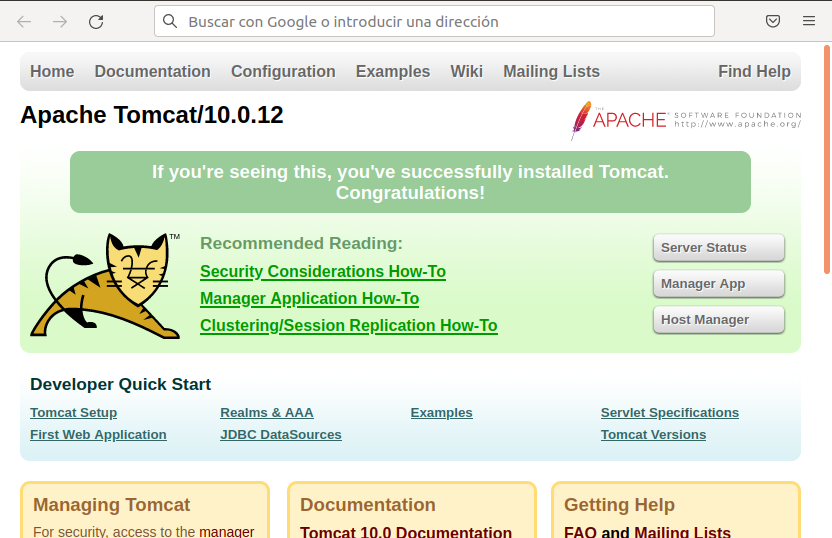 Buscar con Google o introducir una dirección
Home Documentation Configuration Examples Wiki Mailing Lists Find Help
Apache Tomcat/10.0.12
THE
APACHE® SOFTWARE FOUNDATION
http://www.apache.org/
If you're seeing this, you've successfully installed Tomcat.
Congratulations!
TM
Recommended Reading:
Security Considerations How-To
Manager Application How-To
Clustering/Session Replication How-To
Server Status
Manager App
Host Manager
Developer Quick Start
Tomcat Setup Realms & AAA Examples Servlet Specifications
First Web Application JDBC DataSources Tomcat Versions
Managing Tomcat
For security, access to the manager
Documentation
Tomcat 10.0 Documentation
Getting Help
FAQ and Mailing Lists